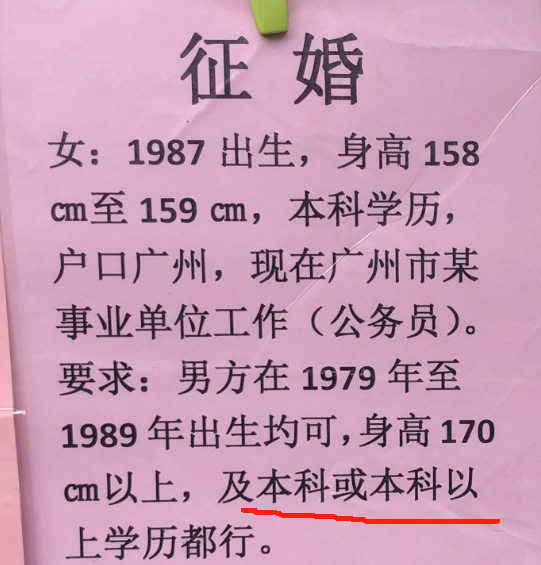 征 婚
女：1987 出生，身高 158
㎝至 159 ㎝，本科学历，
户口广州，现在广州市某
事业单位工作（公务员）。
要求：男方在 1979 年至
1989 年出生均可，身高 170
㎝以上，及本科或本科以
上学历都行。